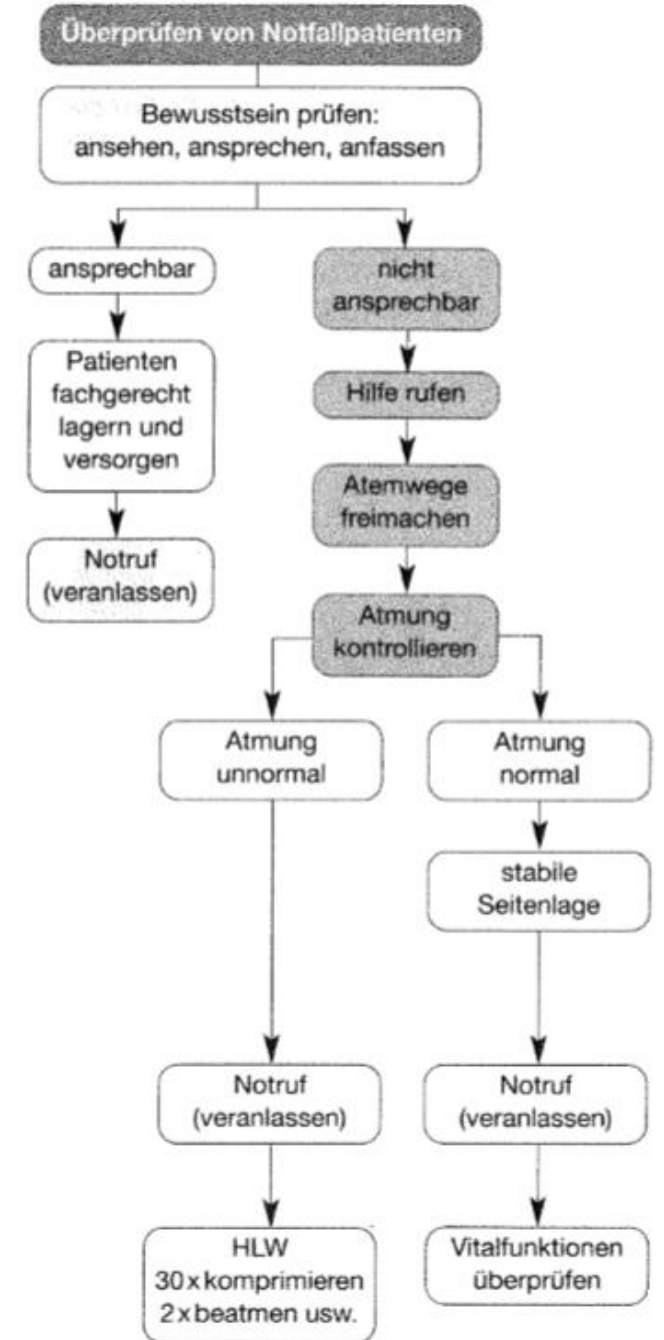 Überprüfen von Notfallpatienten
Bewusstsein prüfen:
ansehen, ansprechen, anfassen
ansprechbar
Patienten
fachgerecht
lagern und
versorgen
Notruf
(veranlassen)
nicht
ansprechbar
Hilfe rufen
Atemwege
freimachen
Atmung
kontrollieren
Atmung
unnormal
Notruf
(veranlassen)
HLW
30 x komprimieren
2 x beatmen usw.
Atmung
normal
stabile
Seitenlage
Notruf
(veranlassen)
Vitalfunktionen
überprüfen